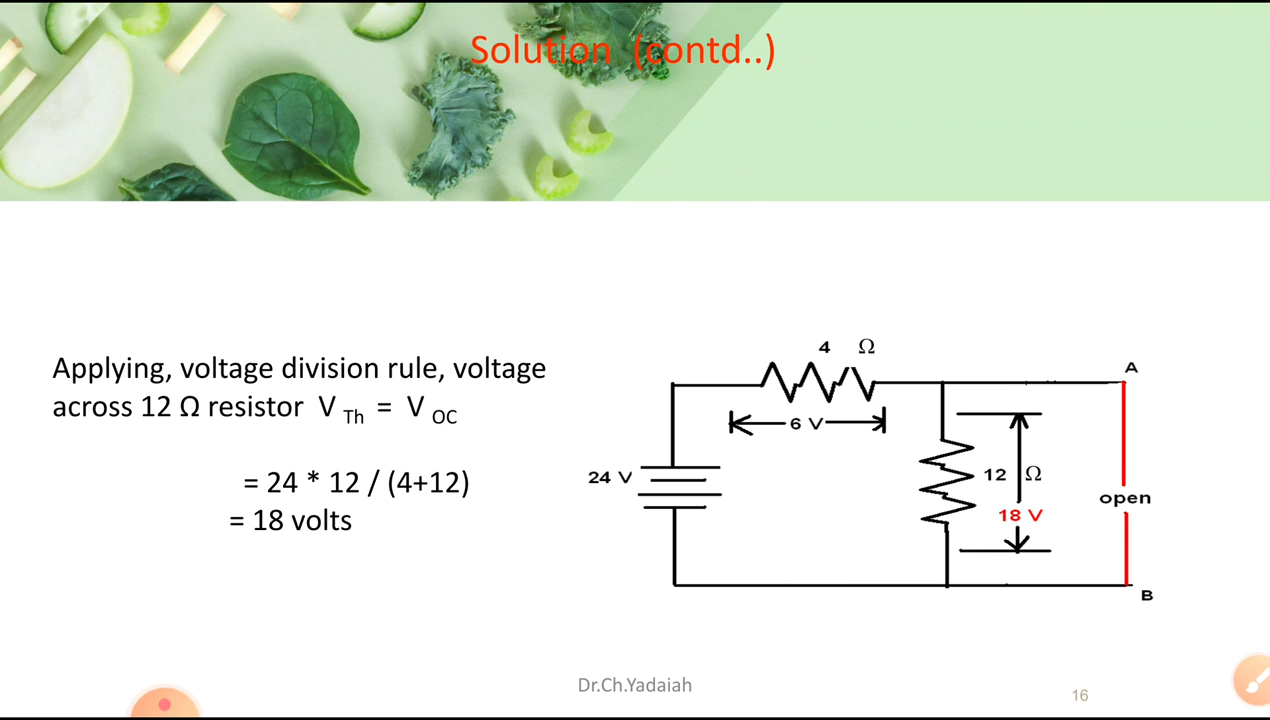 Solution (contd..)
Applying, voltage division rule, voltage
across 12 Ω resistor V Th = V OC
= 24 * 12 / (4+12)
= 18 volts
4 Ω
A
6 V
24 V
12 Ω
open
18 V
B
Dr.Ch.Yadaiah
16